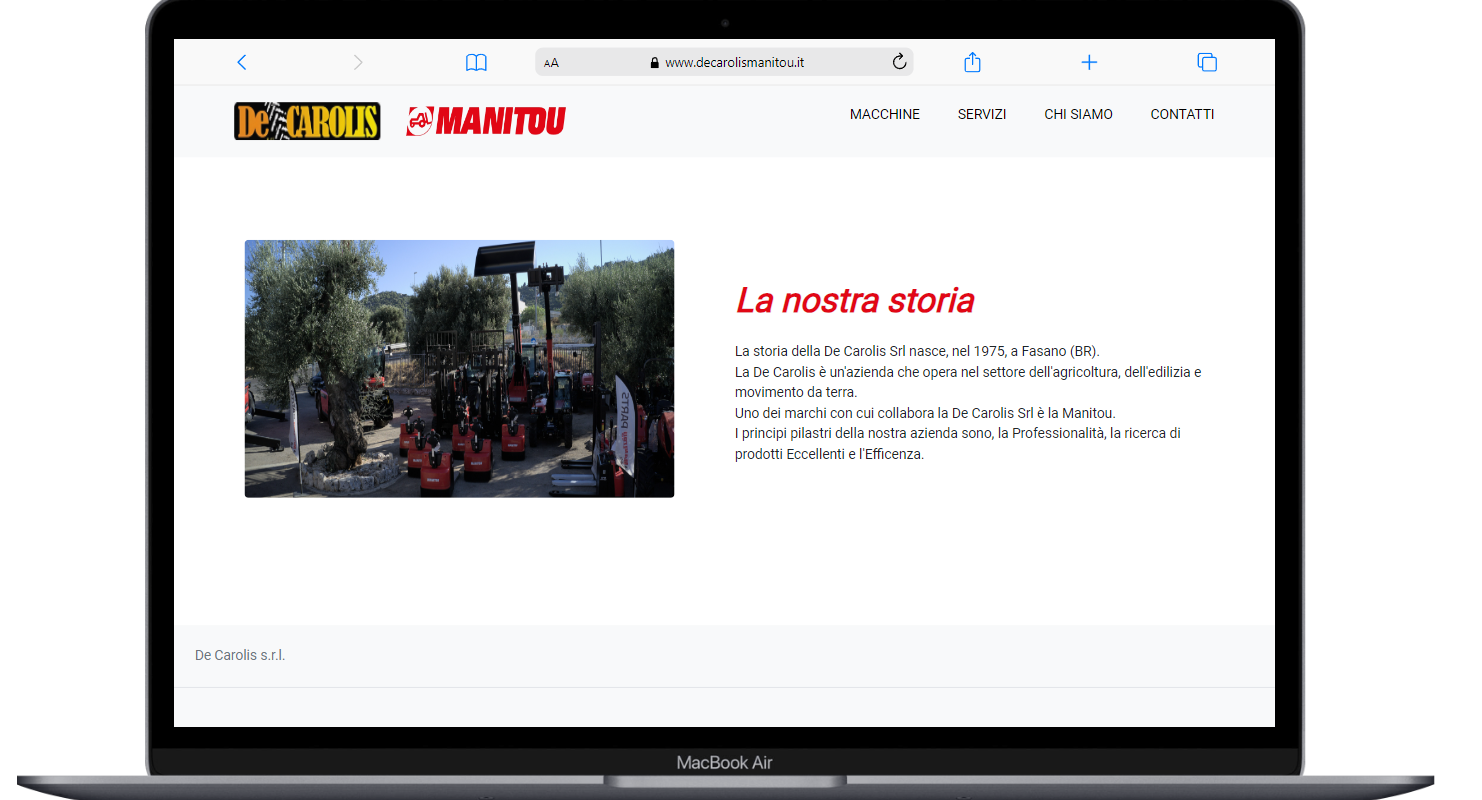 AA
www.decarolismanitou.it
De CAROLIS
MANITOU
MACCHINE
SERVIZI
CHI SIAMO
CONTATTI
La nostra storia
La storia della De Carolis Srl nasce, nel 1975, a Fasano (BR).
La De Carolis è un'azienda che opera nel settore dell'agricoltura, dell'edilizia e
movimento da terra.
Uno dei marchi con cui collabora la De Carolis Srl è la Manitou.
I principi pilastri della nostra azienda sono, la Professionalità, la ricerca di
prodotti Eccellenti e l'Efficenza.
PARTS
De Carolis s.r.l.
MacBook Air